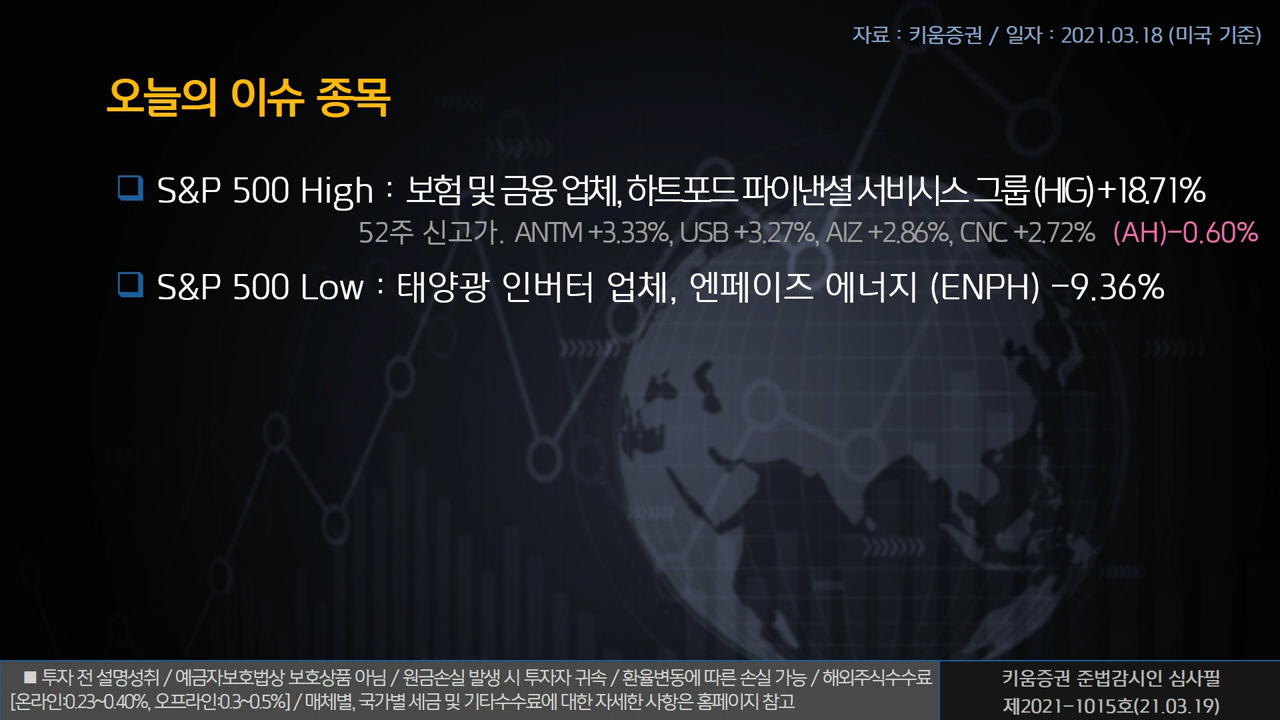 자료 : 키움증권 / 일자 : 2021.03.18 (미국 기준)
오늘의 이슈 종목
❑ S&P 500 High : 보험 및 금융 업체, 하트포드 파이낸셜 서비시스 그룹 (HIG) +18.71%
52주 신고가. ANTM +3.33%, USB +3.27%, AIZ +2.86%, CNC +2.72% (AH)-0.60%
❑ S&P 500 Low : 태양광 인버터 업체, 엔페이즈 에너지 (ENPH) -9.36%
■ 투자 전 설명성취 / 예금자보호법상 보호상품 아님 / 원금손실 발생 시 투자자 귀속 / 환율변동에 따른 손실 가능 / 해외주식수수료
[온라인:0.23~0.40%, 오프라인:0.3~0.5%] / 매체별, 국가별 세금 및 기타수수료에 대한 자세한 사항은 홈페이지 참고
키움증권 준법감시인 심사필
제2021-1015호(21.03.19)